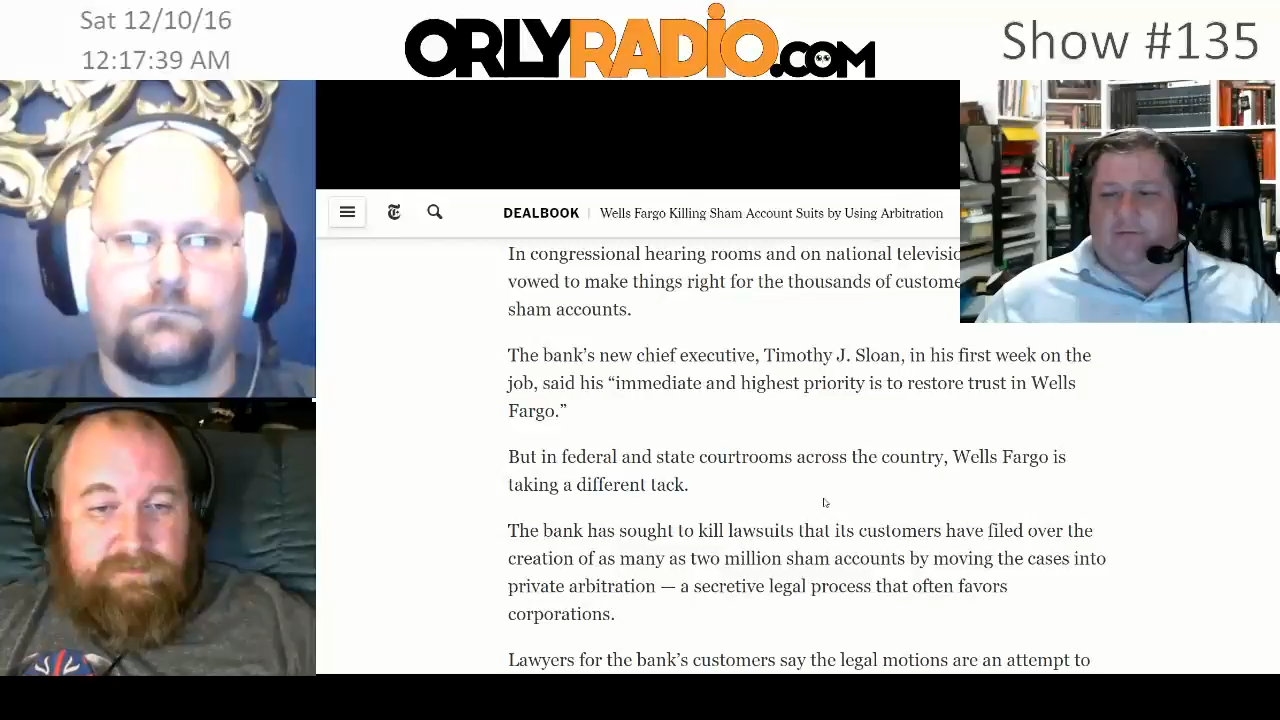 Sat 12/10/16
12:17:39 AM
ORLYRADIO.COM
Show #135
DEALBOOK | Wells Fargo Killing Sham Account Suits by Using Arbitration
In congressional hearing rooms and on national
vowed to make things right for the thousands of
sham accounts.
The bank’s new chief executive, Timothy J. Sloan, in his first week on the
job, said his “immediate and highest priority is to restore trust in Wells
Fargo.”
But in federal and state courtrooms across the country, Wells Fargo is
taking a different tack.
The bank has sought to kill lawsuits that its customers have filed over the
creation of as many as two million sham accounts by moving the cases into
private arbitration — a secretive legal process that often favors
corporations.
Lawyers for the bank’s customers say the legal motions are an attempt to